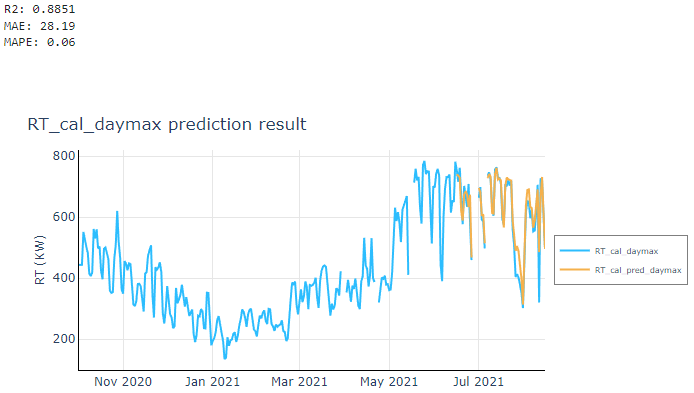 R2: 0.8851
MAE: 28.19
MAPE: 0.06
RT_cal_daymax prediction result
RT (KW)
800
600
400
200
Nov 2020
Jan 2021
Mar 2021
May 2021
Jul 2021
RT_cal_daymax
RT_cal_pred_daymax